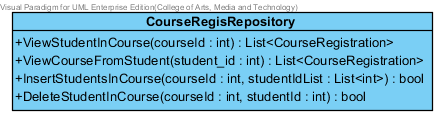 Visual Paradigm for UML Enterprise Edition(College of Arts, Media and Technology)
CourseRegisRepository
+ViewStudentInCourse(courseId : int) : List<CourseRegistration>
+ViewCourseFromStudent(student_id : int) : List<CourseRegistration>
+InsertStudentsInCourse(courseId : int, studentIdList : List<int>) : bool
+DeleteStudentInCourse(courseId : int, studentId : int) : bool